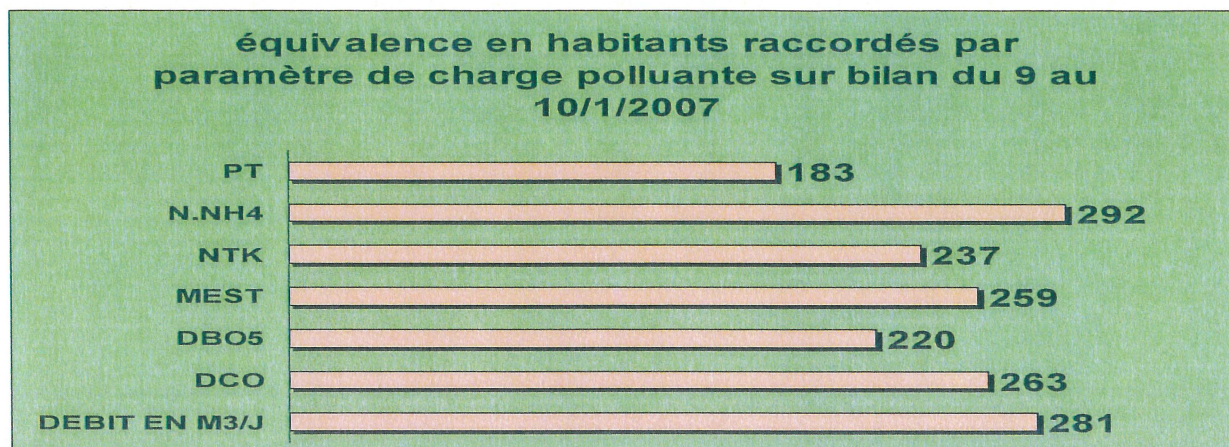 équivalence en habitants raccordés par
paramètre de charge polluante sur bilan du 9 au
10/1/2007
PT 183
N.NH4 292
NTK 237
MEST 259
DBO5 220
DCO 263
DEBIT EN M3/J 281